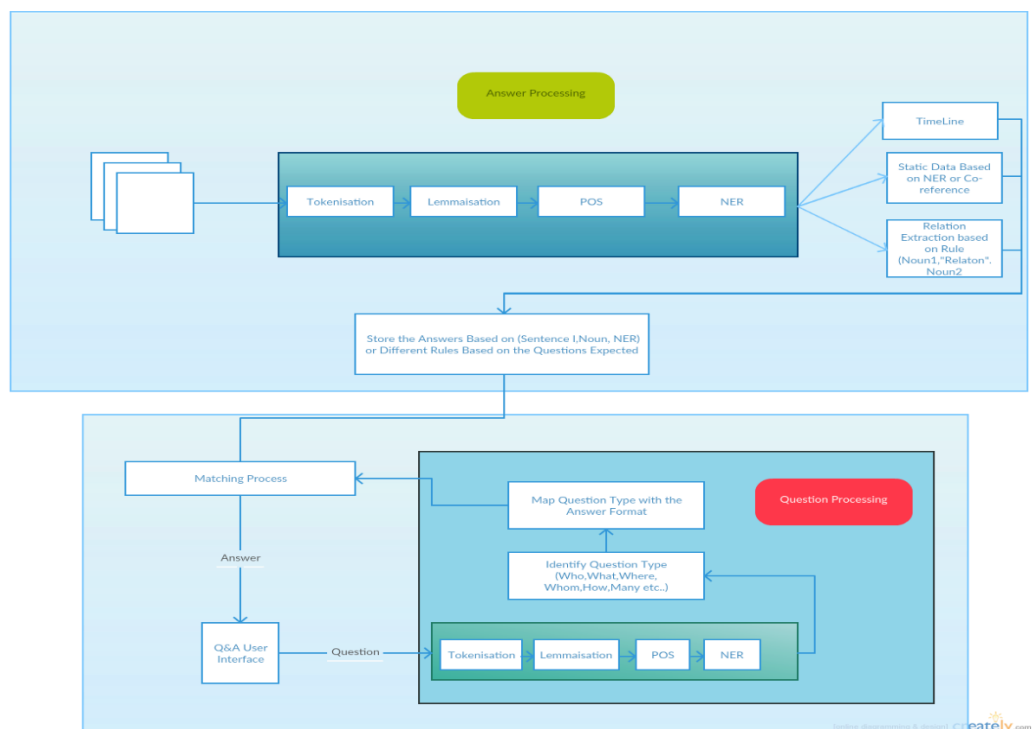 Answer Processing
TimeLine
Static Data Based
on NER or Co-
reference
Tokenisation
Lemmaisation
POS
NER
Relation
Extraction based
on Rule
(Noun1,"Relaton".
Noun2
Store the Answers Based on (Sentence I,Noun, NER)
or Different Rules Based on the Questions Expected
Matching Process
Question Processing
Map Question Type with the
Answer Format
Answer
Identify Question Type
(Who,What,Where,
Whom,How,Many etc..)
Q&A User
Interface
Question
Tokenisation
Lemmaisation
POS
NER
creately.com